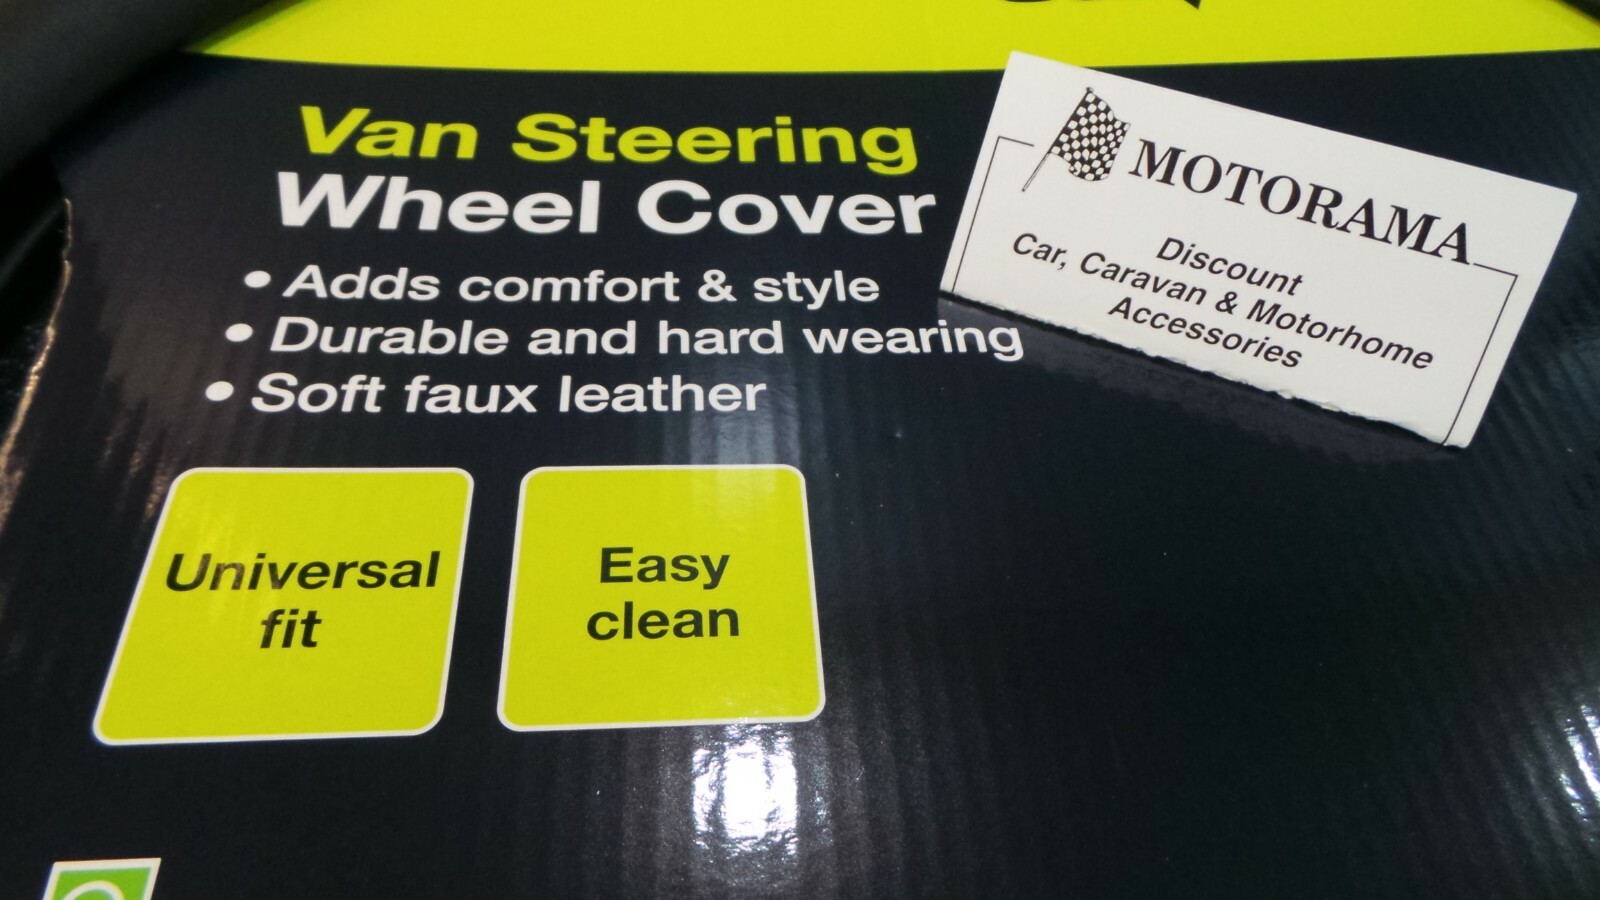 Van Steering
Wheel Cover
• Adds comfort & style
• Durable and hard wearing
• Soft faux leather
Universal
fit
Easy
clean
MOTORAMA
Discount
Car, Caravan & Motorhome
Accessories